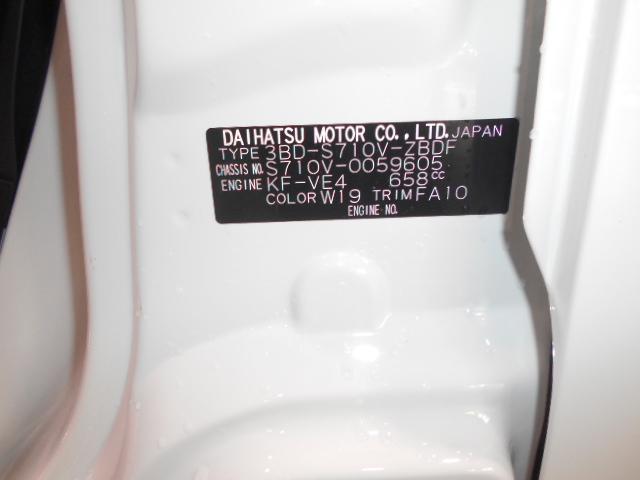 DAIHATSU MOTOR CO., LTD. JAPAN
TYPE 3BD-S710V-ZBDF
CHASSIS NO. S710V-0059605
ENGINE KF-VE4 658cc
COLOR W19 TRIM FA10
ENGINE NO.